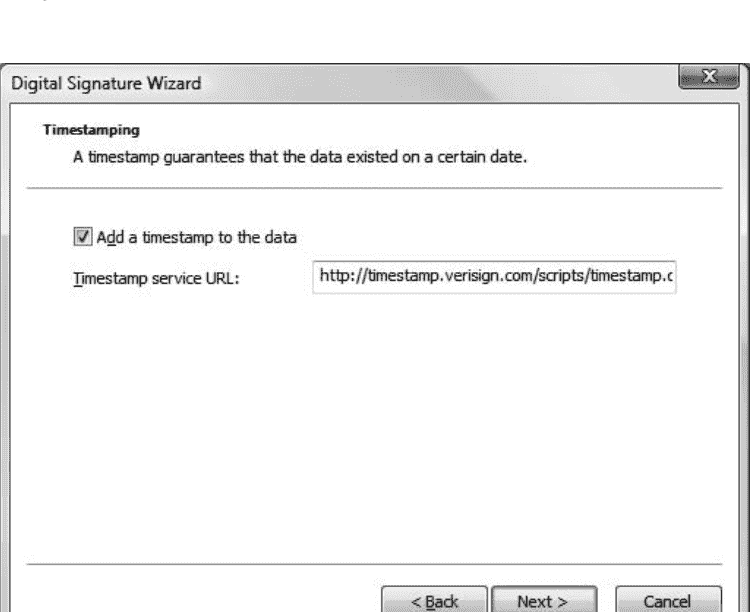 Digital Signature Wizard
Timestamping
A timestamp guarantees that the data existed on a certain date.
Add a timestamp to the data
Timestamp service URL: http://timestamp.verisign.com/scripts/timestamp.c
< Back Next > Cancel